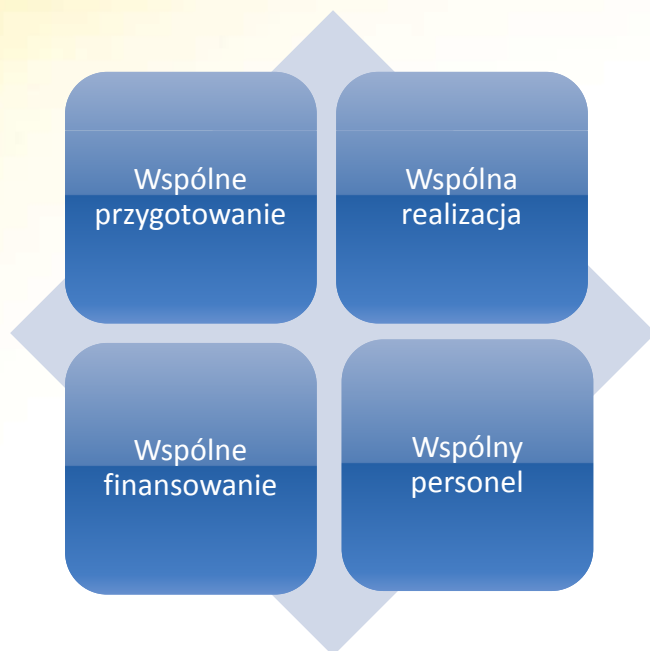 Wspólne
przygotowanie
Wspólna
realizacja
Wspólne
finansowanie
Wspólny
personel